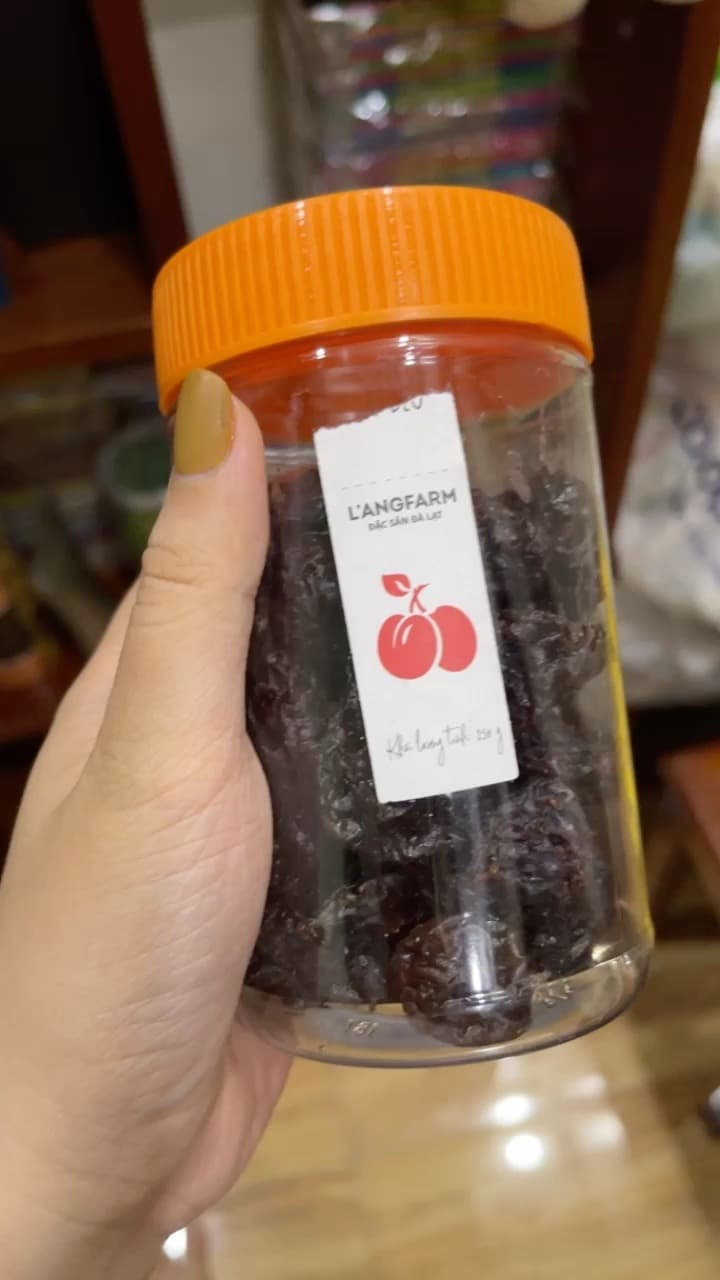 L'ANGFARM
ĐẶC SẢN ĐÀ LẠT
Khối lượng tịnh: 250 g